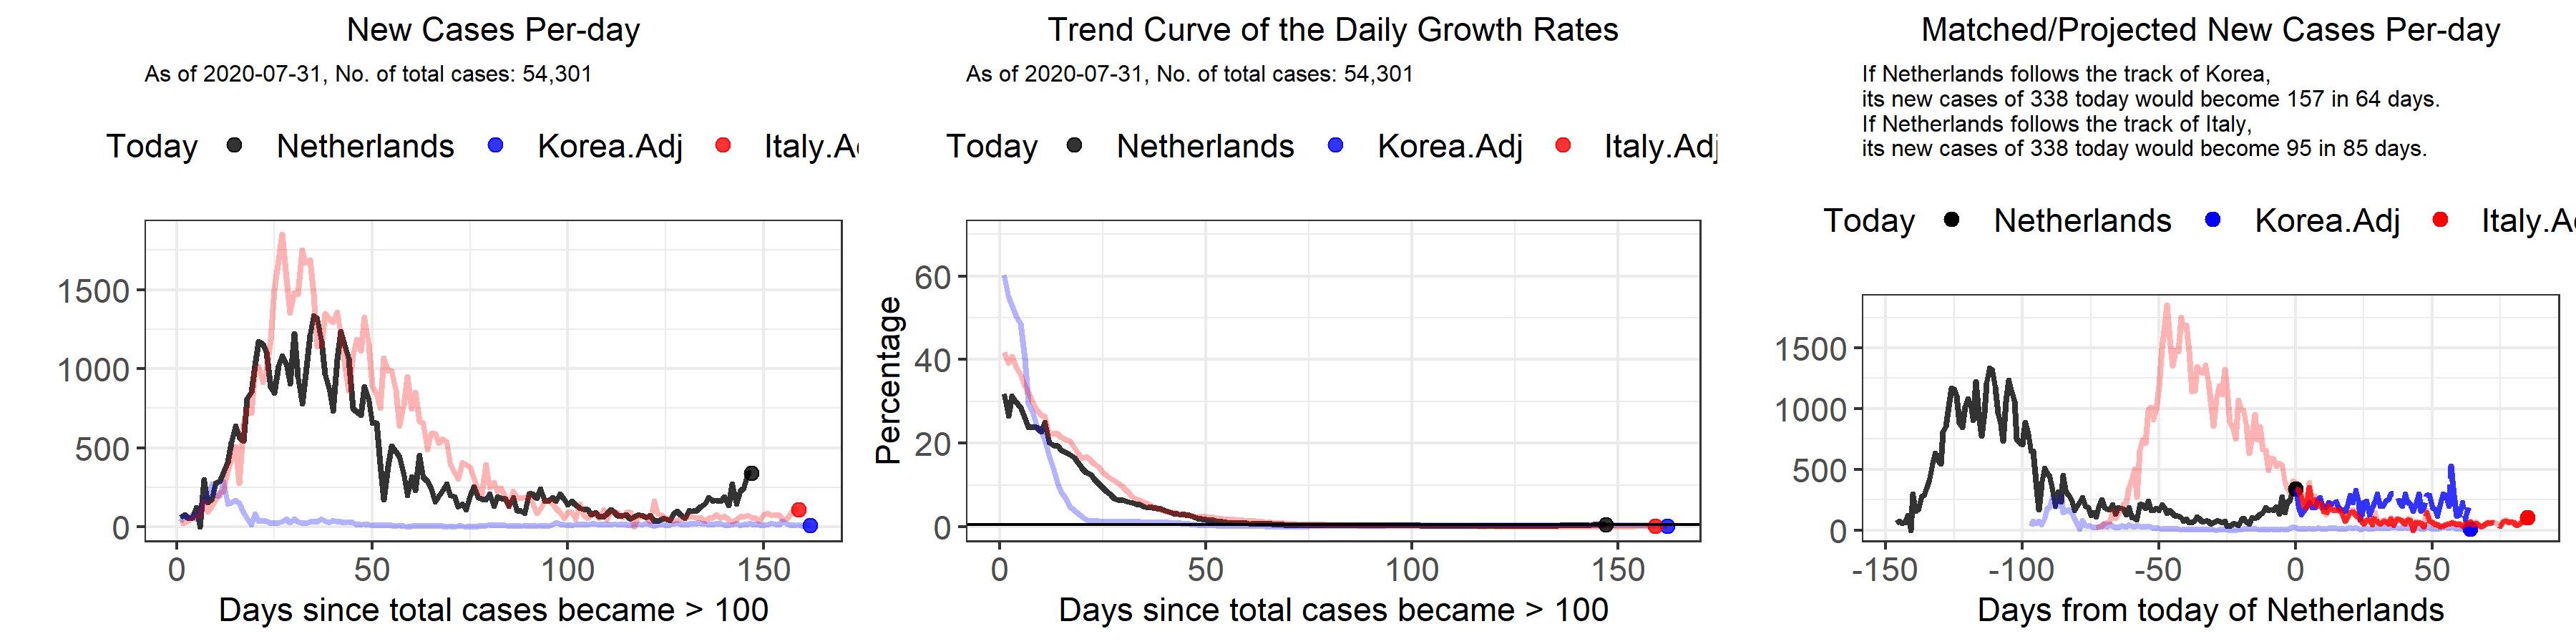 New Cases Per-day
As of 2020-07-31, No. of total cases: 54,301
Today Netherlands Korea.Adj Italy.A
1500
1000
500
0
0 50 100 150
Days since total cases became > 100
Trend Curve of the Daily Growth Rates
As of 2020-07-31, No. of total cases: 54,301
Today Netherlands Korea.Adj Italy.Adj
Percentage
60
40
20
0
0 50 100 150
Days since total cases became > 100
Matched/Projected New Cases Per-day
If Netherlands follows the track of Korea,
its new cases of 338 today would become 157 in 64 days.
If Netherlands follows the track of Italy,
its new cases of 338 today would become 95 in 85 days.
Today Netherlands Korea.Adj Italy.A
1500
1000
500
0
-150 -100 -50 0 50
Days from today of Netherlands